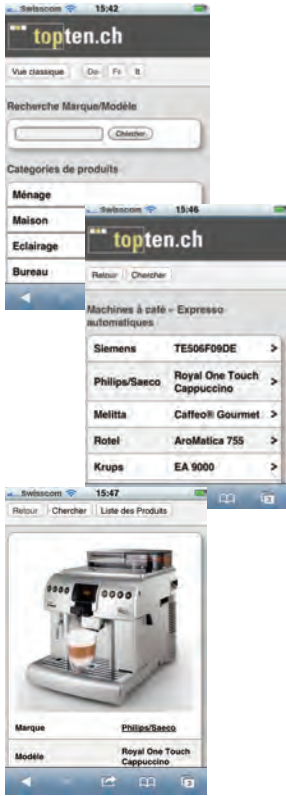 Swisscom 15:42
topten.ch
Vue classique De Fr It
Recherche Marque/Modèle
Chercher
Catégories de produits
Ménage
Maison
Eclairage
Bureau
Swisscom 15:46
topten.ch
Retour Chercher
Machines à café – Expresso
automatiques
Siemens TE506F09DE >
Philips/Saeco Royal One Touch
Cappuccino >
Melitta Caffeo® Gourmet >
Rotel AroMatica 755 >
Krups EA 9000 >
3
Swisscom 15:47
Retour Chercher Liste des Produits
Marque Philips/Saeco
Modèle Royal One Touch
Cappuccino
3